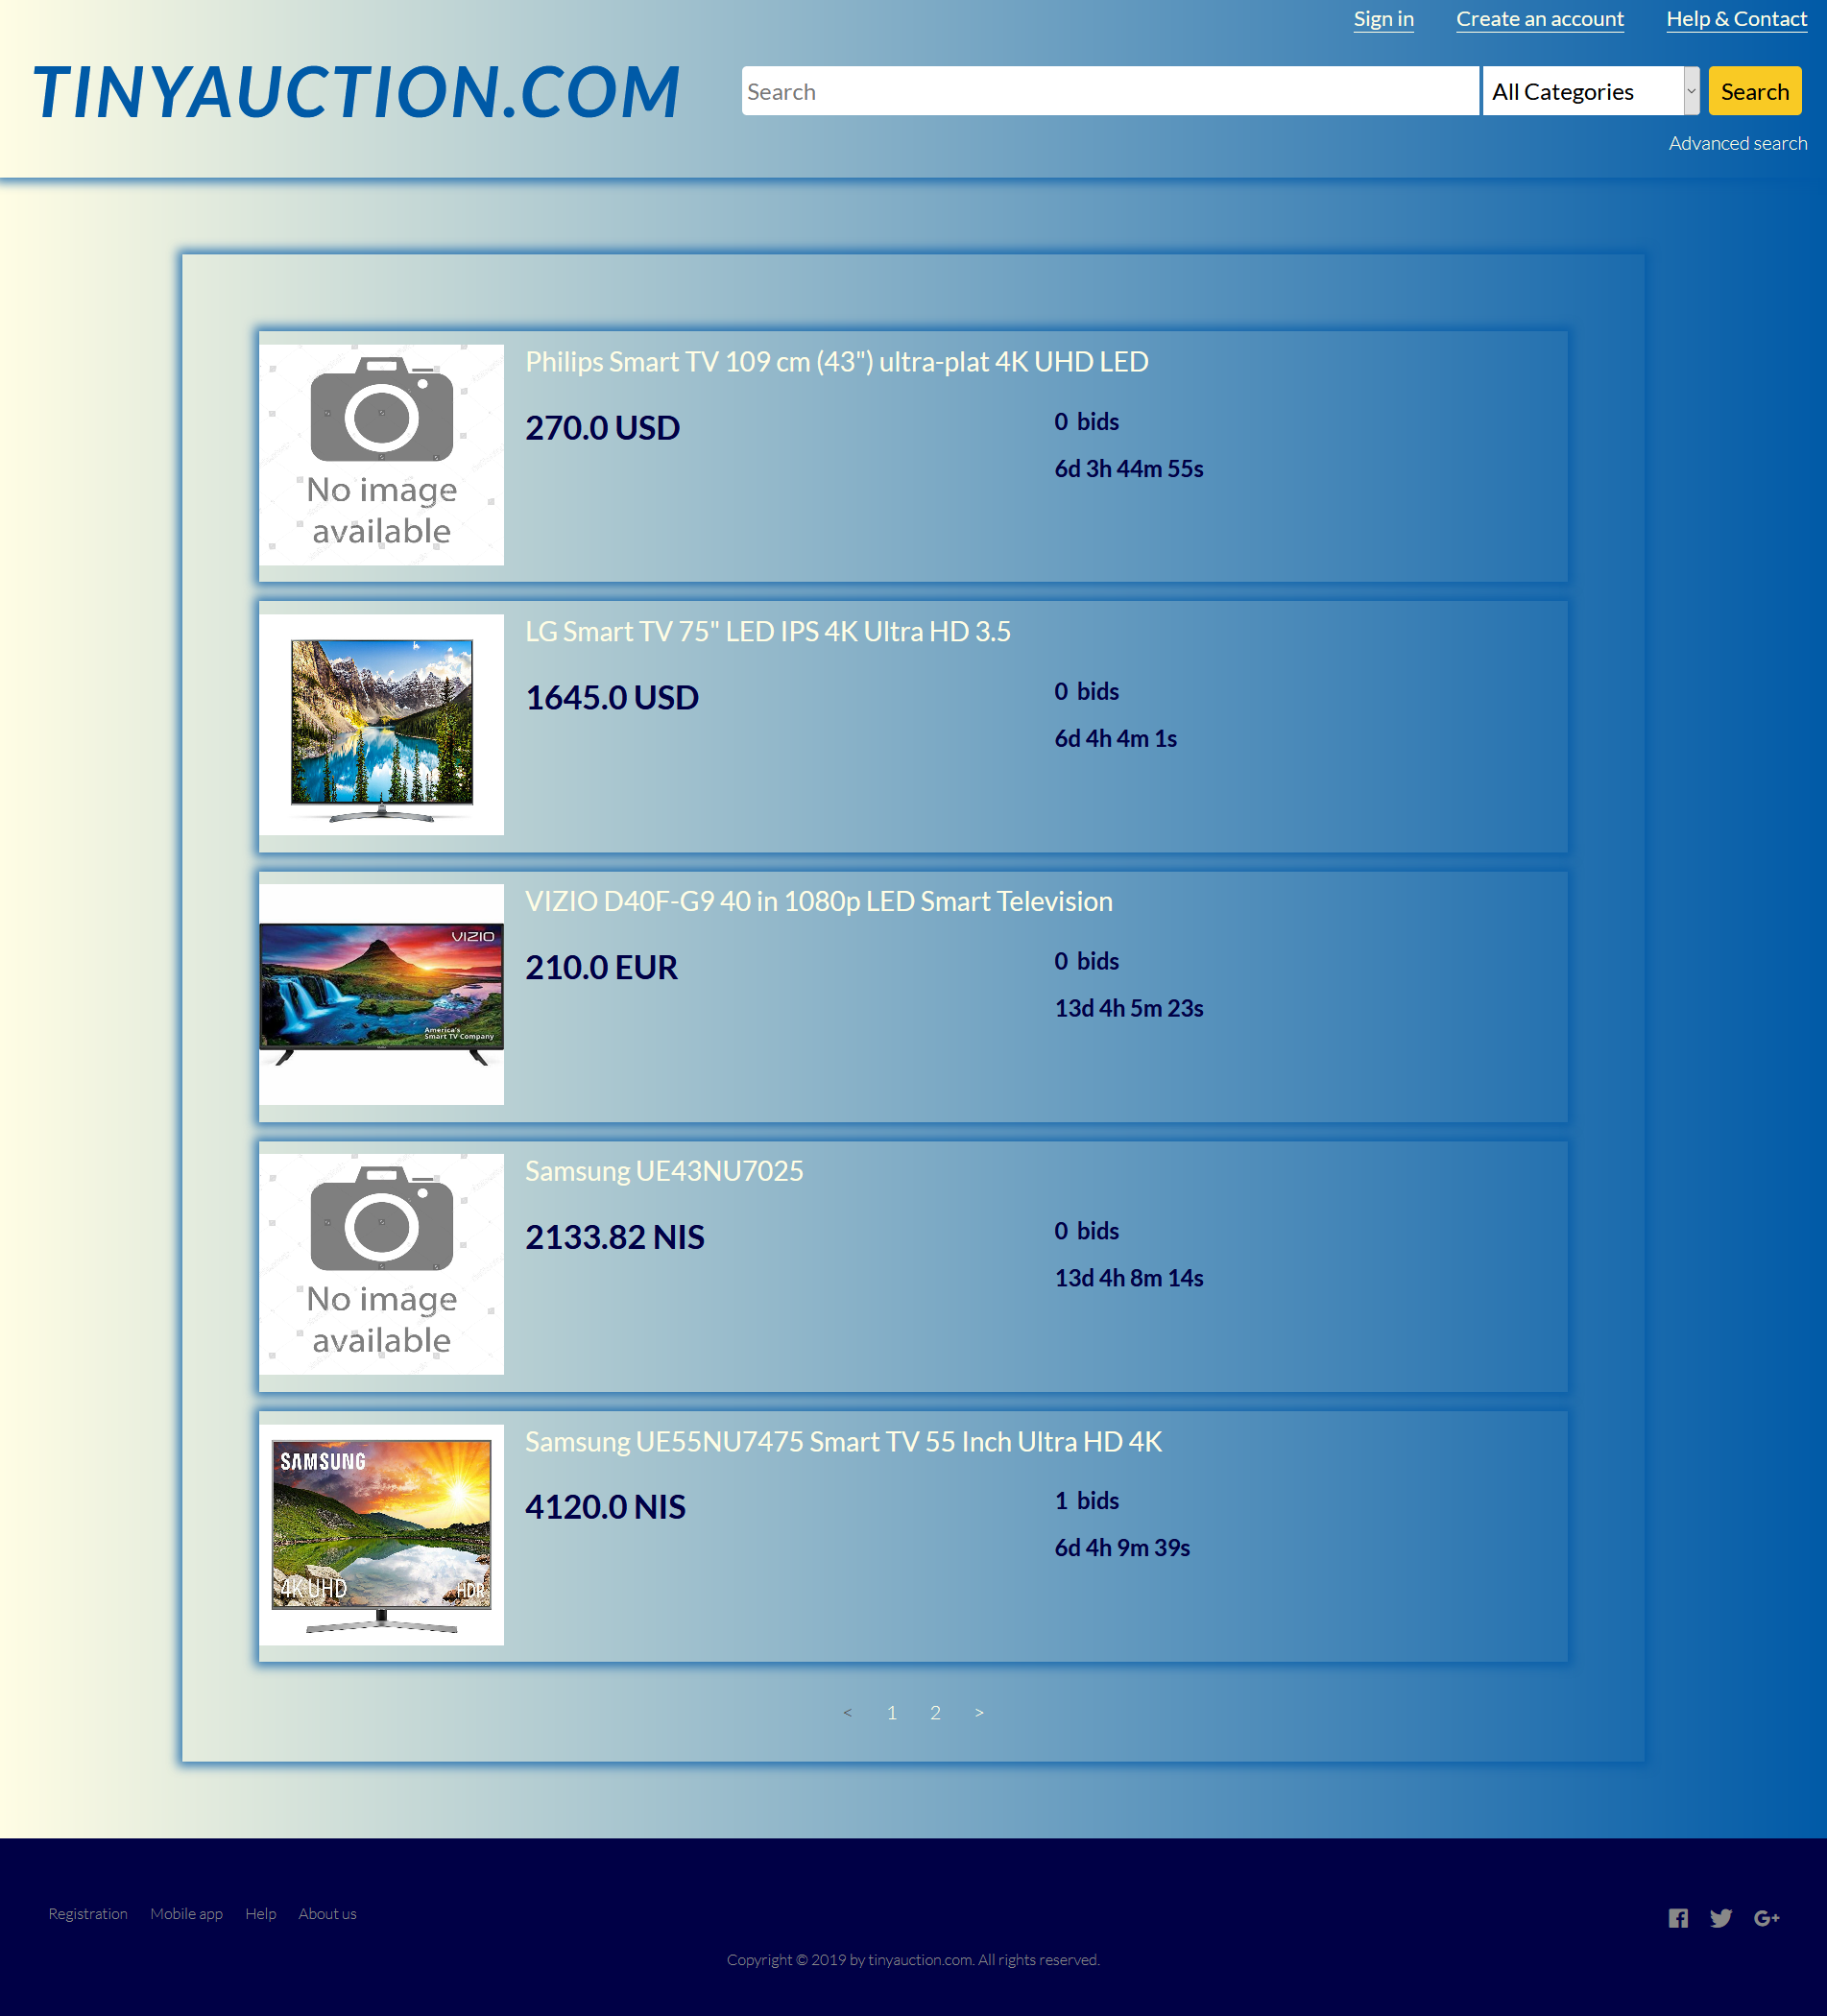 Sign in Create an account Help & Contact
TINYAUCTION.COM
Search All Categories Search
Advanced search
Philips Smart TV 109 cm (43") ultra-plat 4K UHD LED
270.0 USD
0 bids
6d 3h 44m 55s
No image
available
LG Smart TV 75" LED IPS 4K Ultra HD 3.5
1645.0 USD
0 bids
6d 4h 4m 1s
VIZIO D40F-G9 40 in 1080p LED Smart Television
210.0 EUR
0 bids
13d 4h 5m 23s
VIZIO
America's
Smart TV Company
Samsung UE43NU7025
2133.82 NIS
0 bids
13d 4h 8m 14s
No image
available
Samsung UE55NU7475 Smart TV 55 Inch Ultra HD 4K
4120.0 NIS
1 bids
6d 4h 9m 39s
SAMSUNG
4K UHD HDR
< 1 2 >
Registration Mobile app Help About us
Copyright © 2019 by tinyauction.com. All rights reserved.